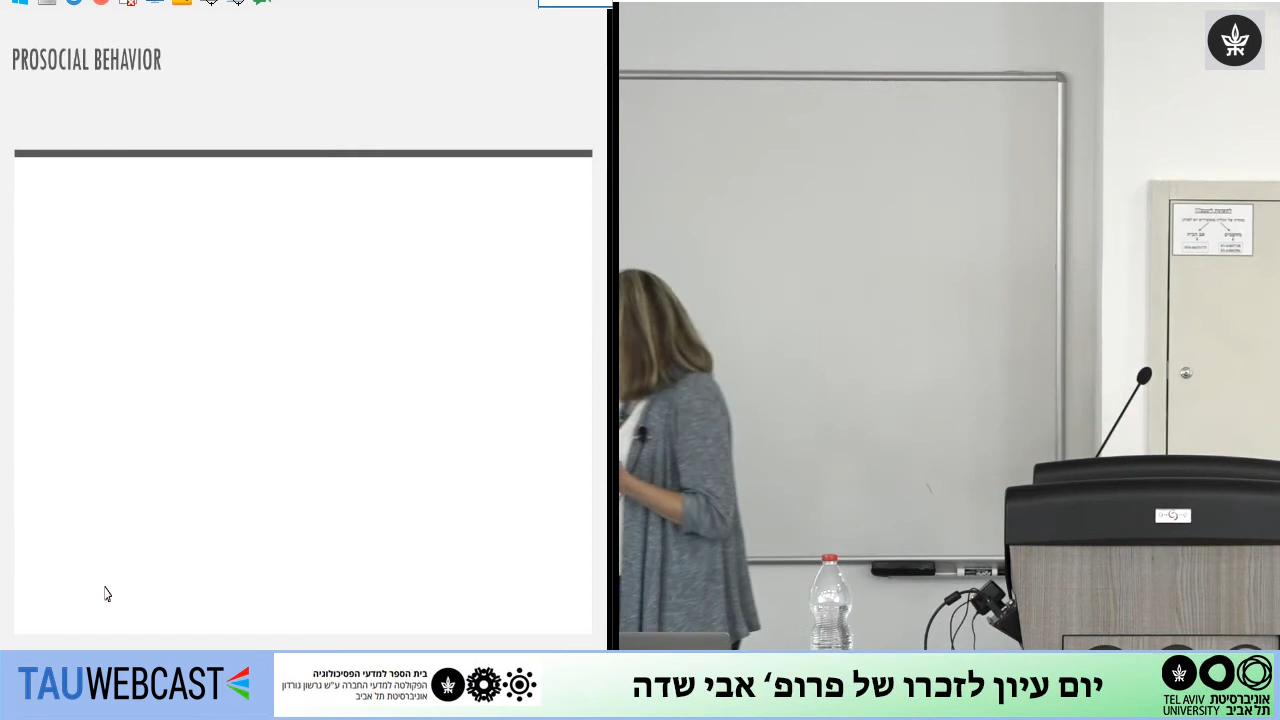 PROSOCIAL BEHAVIOR
TAUWEBCAST
בית הספר למדעי הפסיכולוגיה
הפקולטה למדעי החברה ע"ש גרשון גורדון
אוניברסיטת תל אביב
יום עיון לזכרו של פרופ' אבי שדה
TEL AVIV אוניברסיטת
UNIVERSITY תל אביב